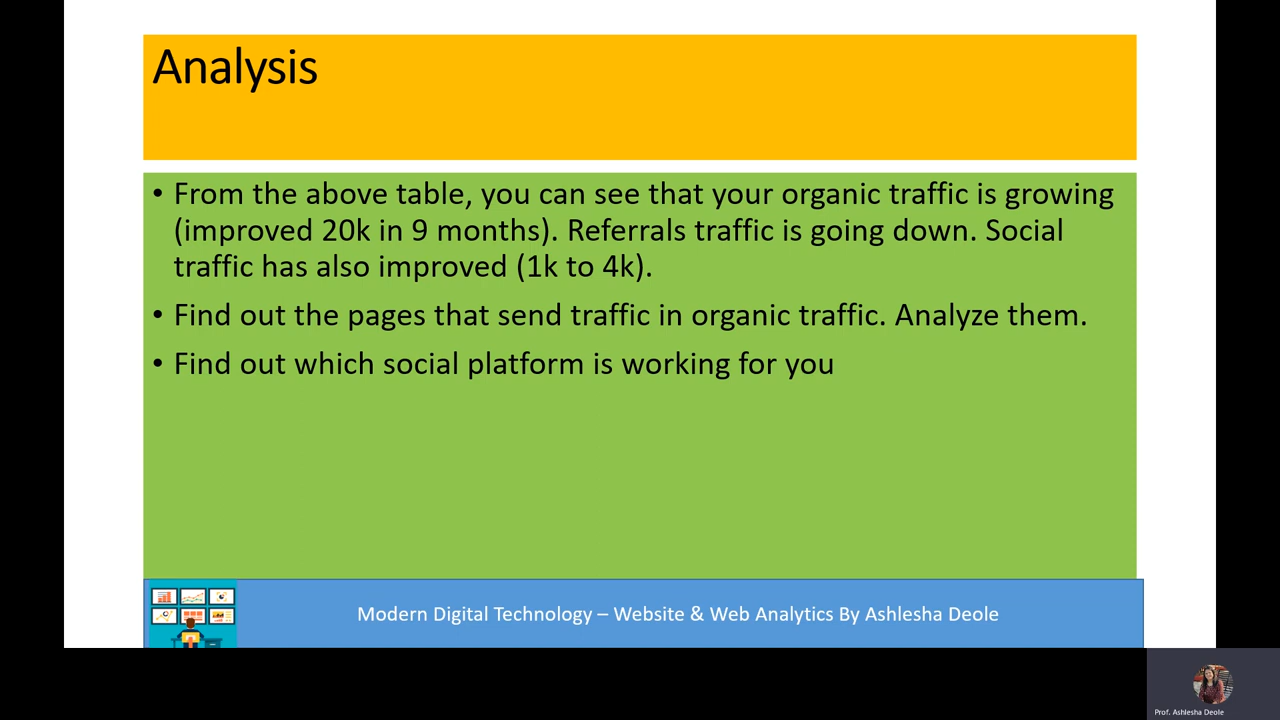 Analysis
• From the above table, you can see that your organic traffic is growing
(improved 20k in 9 months). Referrals traffic is going down. Social
traffic has also improved (1k to 4k).
• Find out the pages that send traffic in organic traffic. Analyze them.
• Find out which social platform is working for you
Modern Digital Technology – Website & Web Analytics By Ashlesha Deole
Prof. Ashlesha Deole